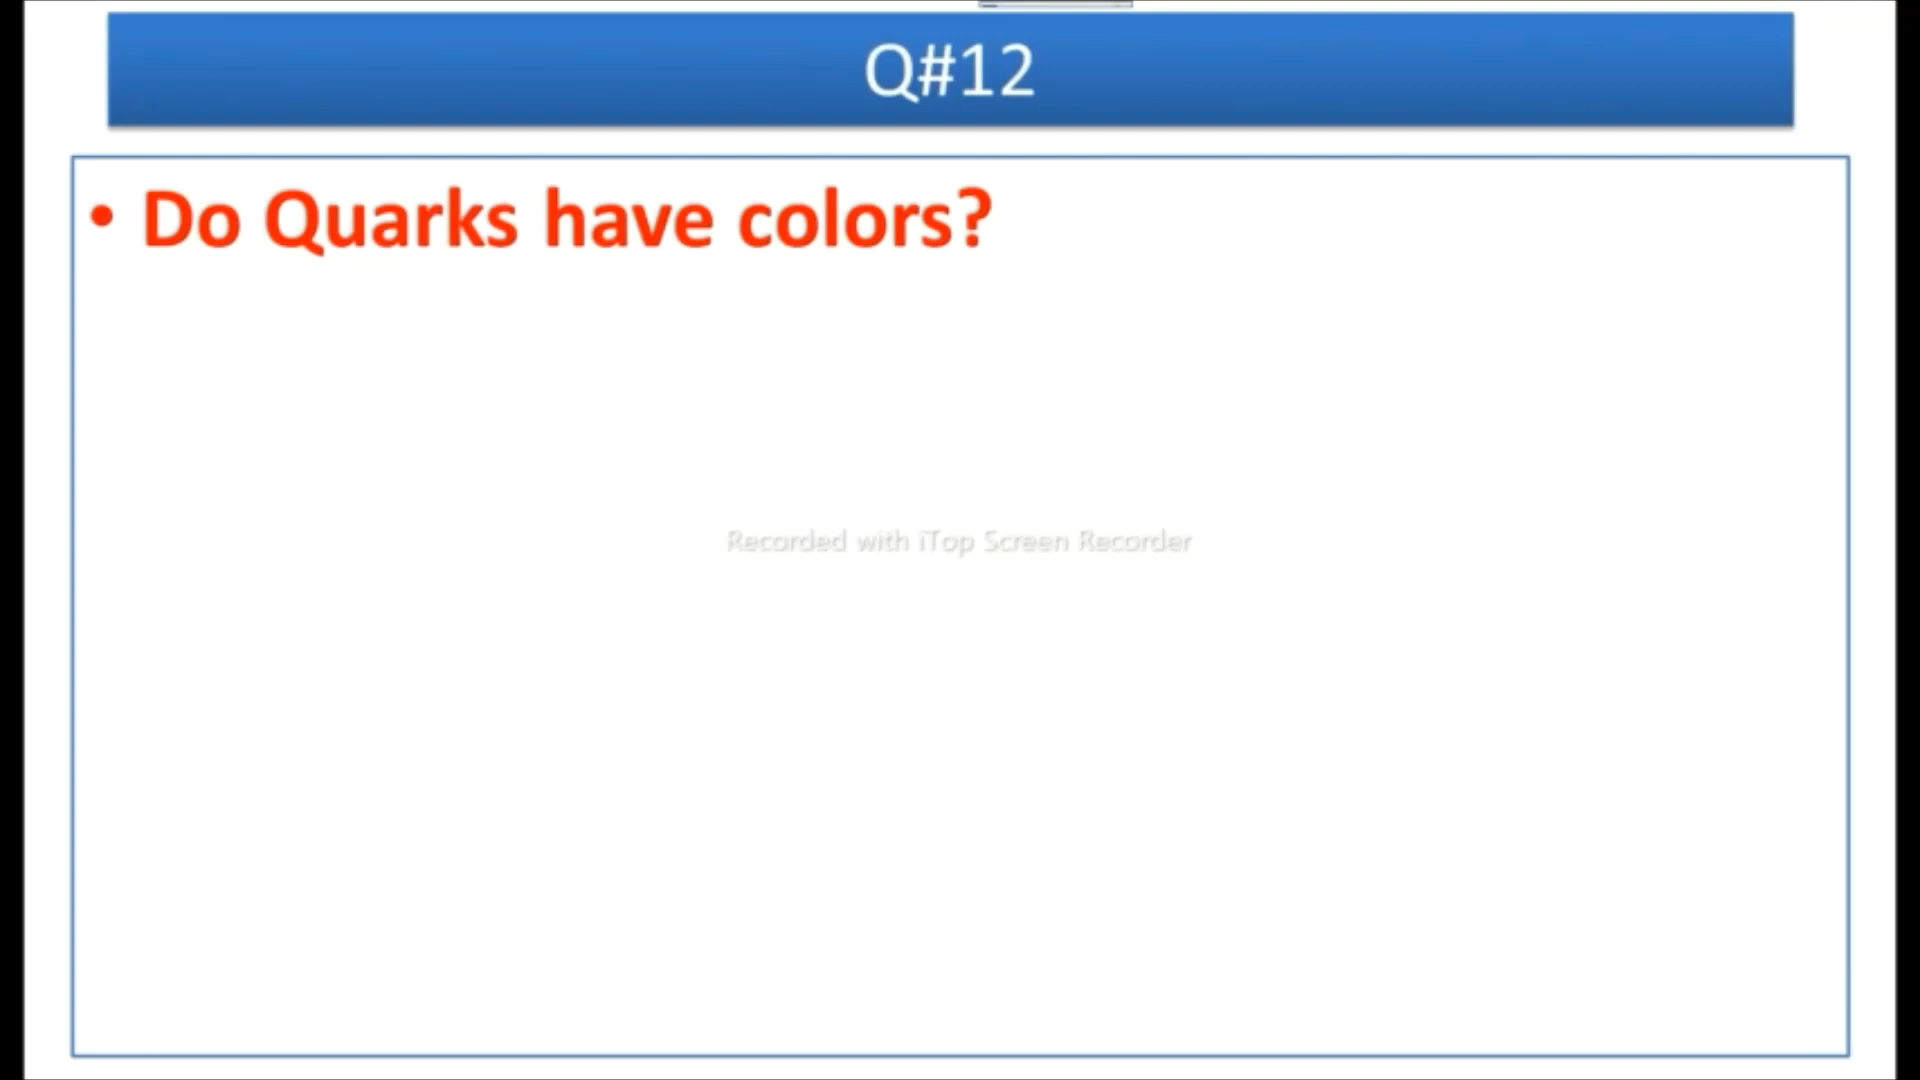 Q#12
• Do Quarks have colors?
Recorded with iTop Screen Recorder